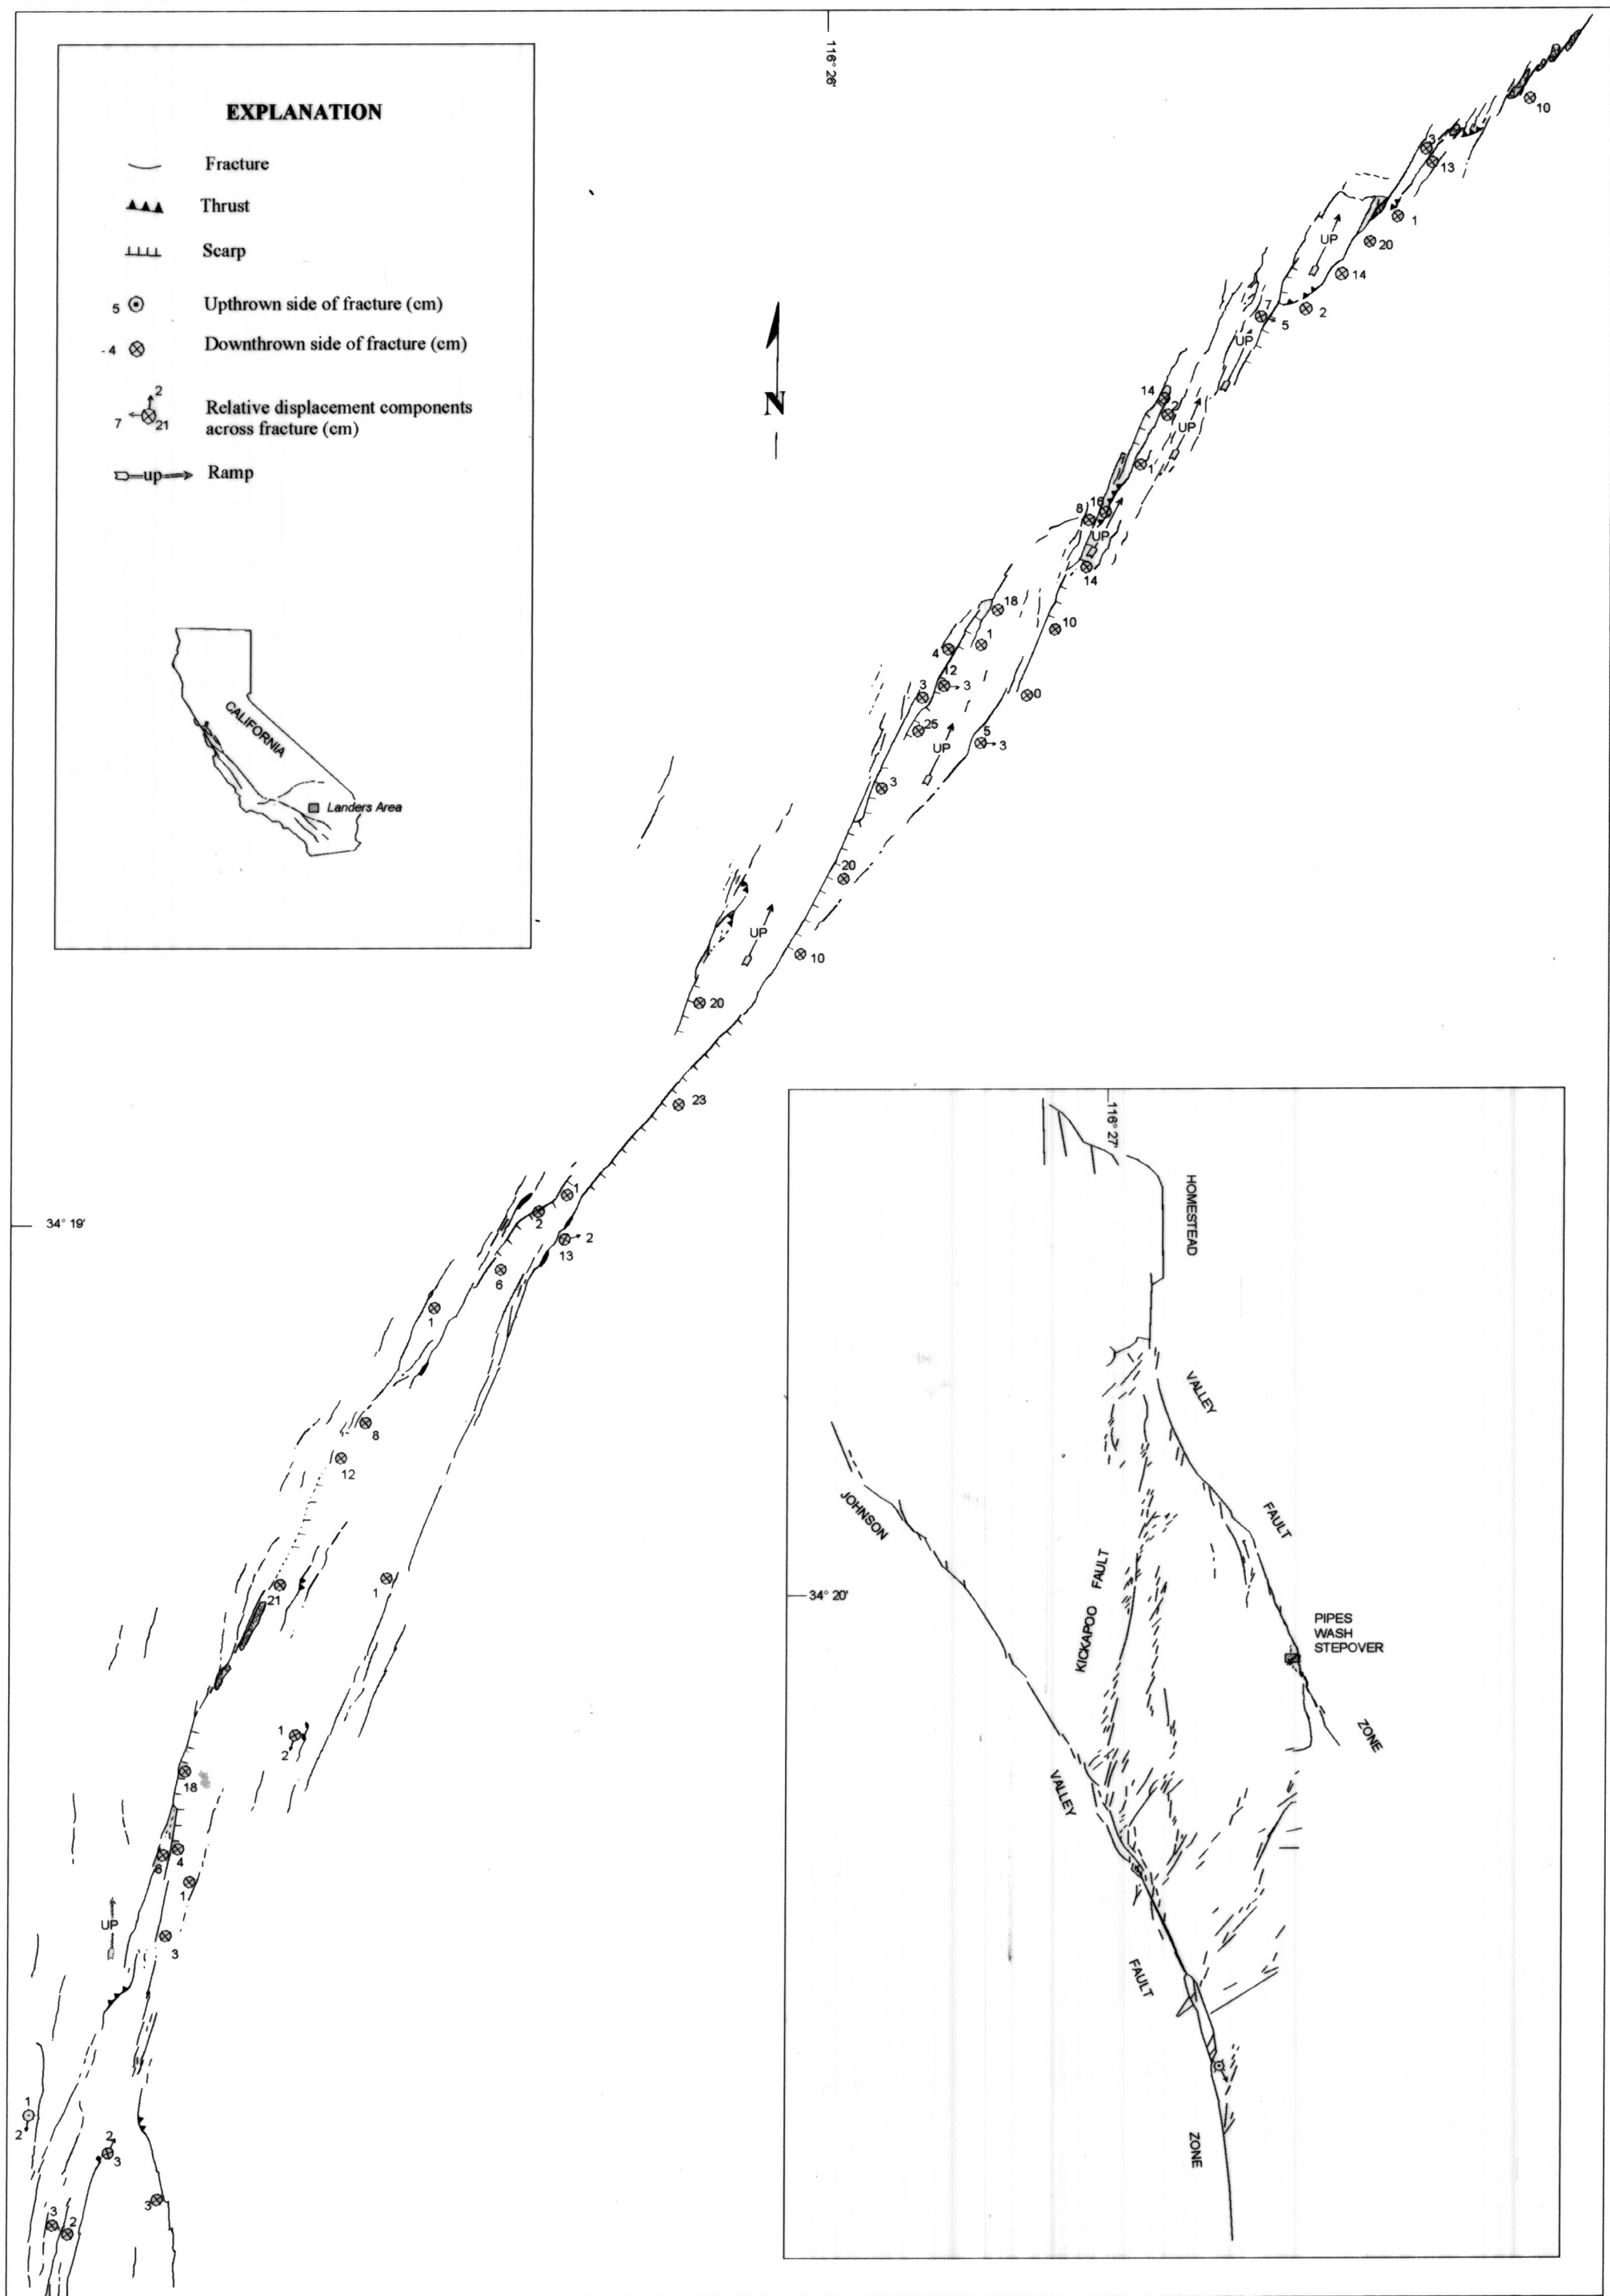 EXPLANATION
Fracture
Thrust
Scarp
5 Upthrown side of fracture (cm)
-4 Downthrown side of fracture (cm)
2
7 21
Relative displacement components
across fracture (cm)
up Ramp
CALIFORNIA
Landers Area
116° 26'
N
10
3
13
1
UP
20
14
2
7
5
UP
14
2
UP
1
16
8
UP
14
18
10
1
4
12
3
3
0
25
5
UP
3
3
20
UP
10
20
23
1
2
34° 19'
2
13
6
1
8
12
1
21
1
2
18
4
6
1
UP
3
1
2
2
3
3
3
2
116° 27'
HOMESTEAD
VALLEY
FAULT
ZONE
JOHNSON
VALLEY
FAULT
ZONE
KICKAPOO FAULT
34° 20'
PIPES
WASH
STEPOVER